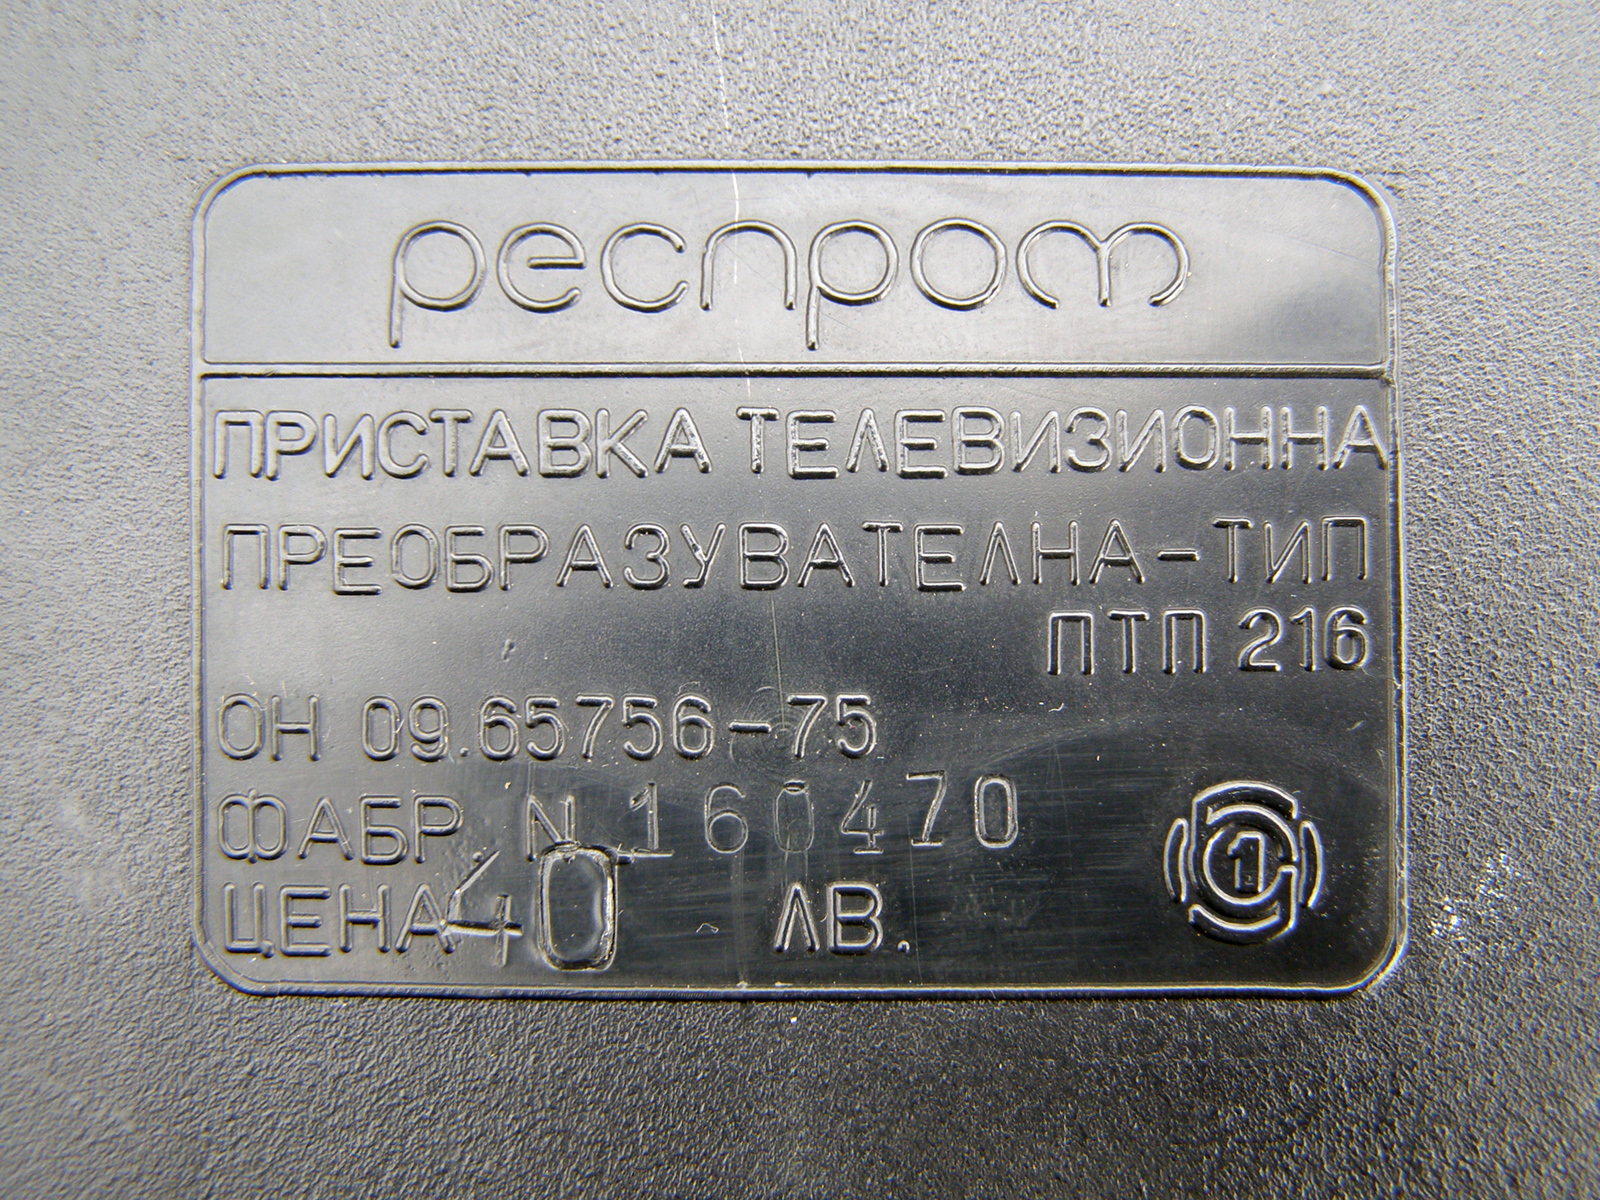 респром
ПРИСТАВКА ТЕЛЕВИЗИОННА
ПРЕОБРАЗУВАТЕЛНА-ТИП
ПТП 216
ОН 09.65756-75
ФАБР N 160470
ЦЕНА 40 ЛВ.
1